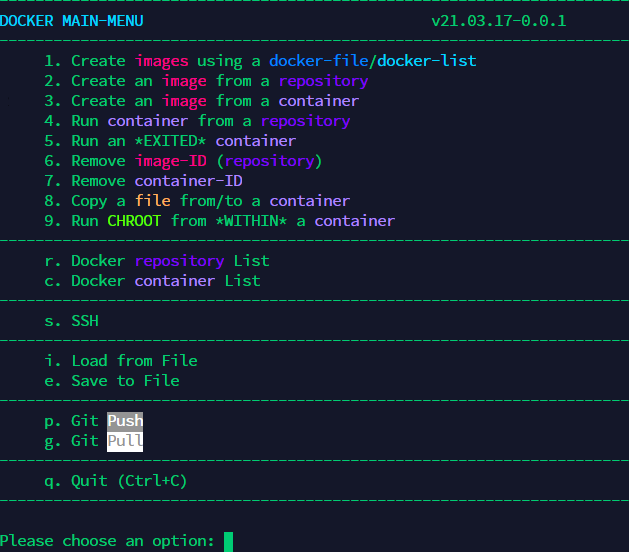 DOCKER MAIN-MENU v21.03.17-0.0.1
1. Create images using a docker-file/docker-list
2. Create an image from a repository
3. Create an image from a container
4. Run container from a repository
5. Run an *EXITED* container
6. Remove image-ID (repository)
7. Remove container-ID
8. Copy a file from/to a container
9. Run CHROOT from *WITHIN* a container
r. Docker repository List
c. Docker container List
s. SSH
i. Load from File
e. Save to File
p. Git Push
g. Git Pull
q. Quit (Ctrl+C)
Please choose an option: